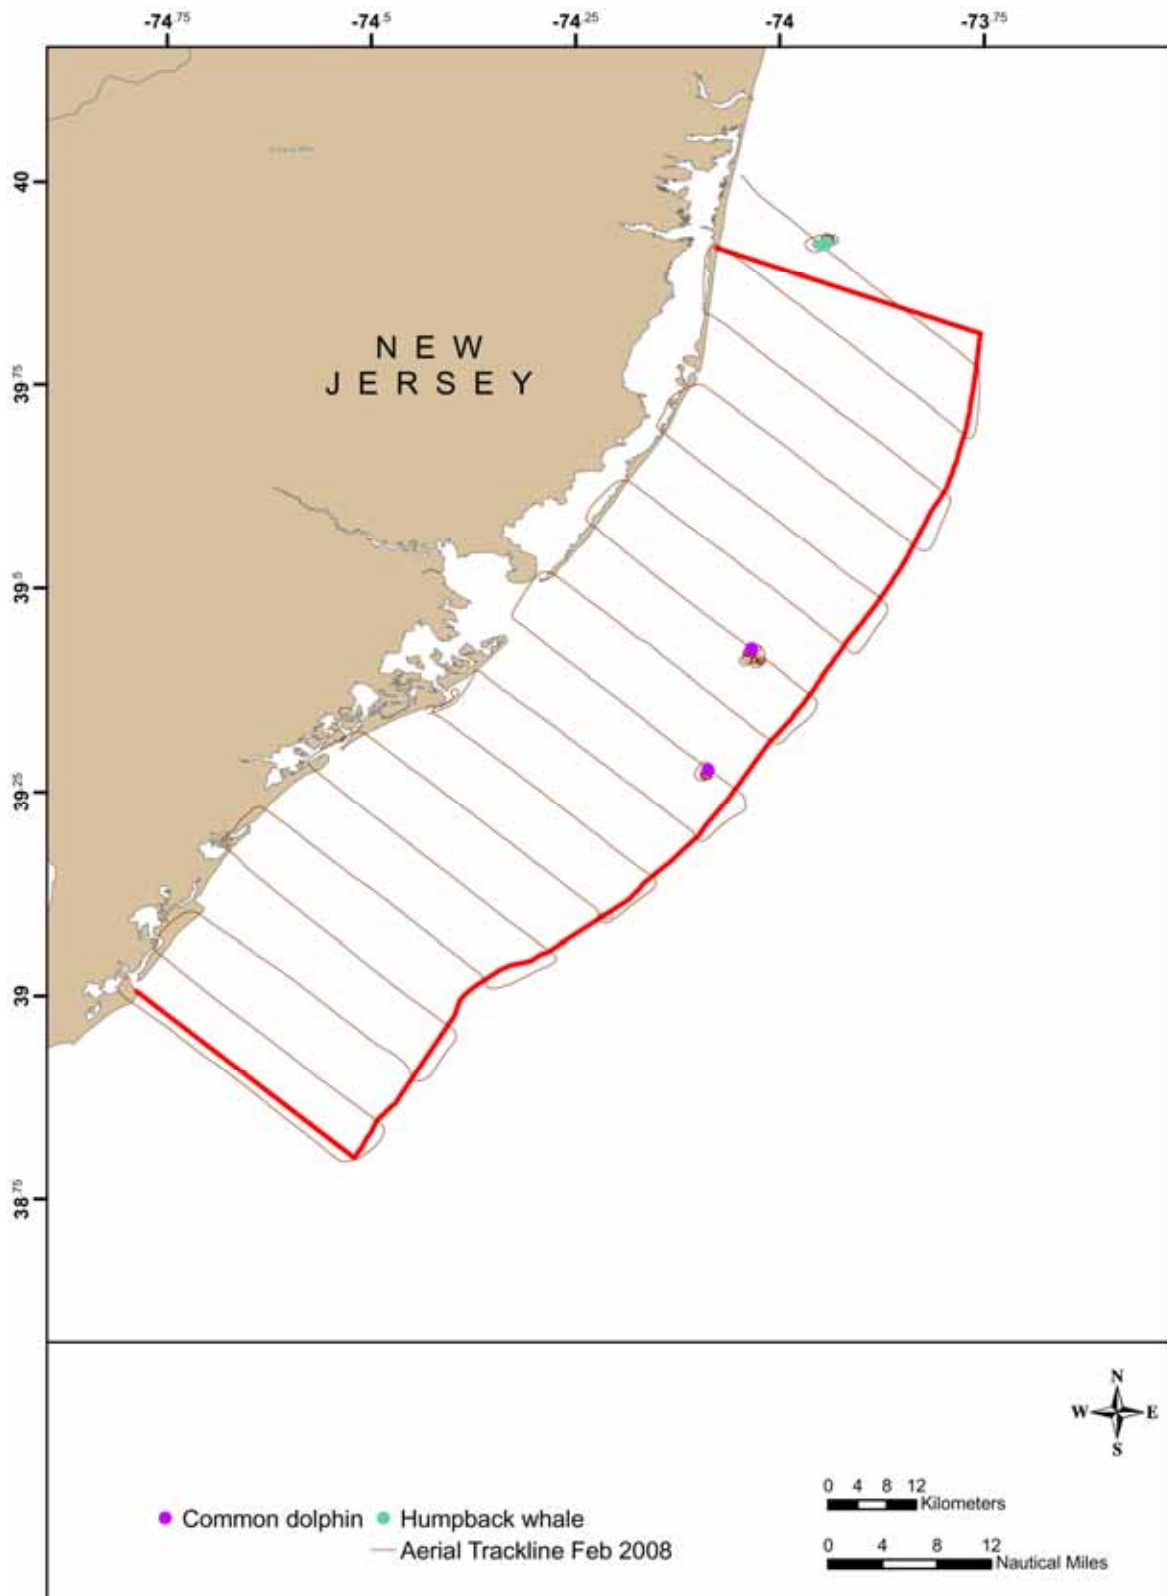 -74.75 -74.5 -74.25 -74 -73.75
40
39.75
39.5
39.25
39
38.75
NEW
JERSEY
N
W E
S
0 4 8 12
Kilometers
Common dolphin Humpback whale
Aerial Trackline Feb 2008
0 4 8 12
Nautical Miles